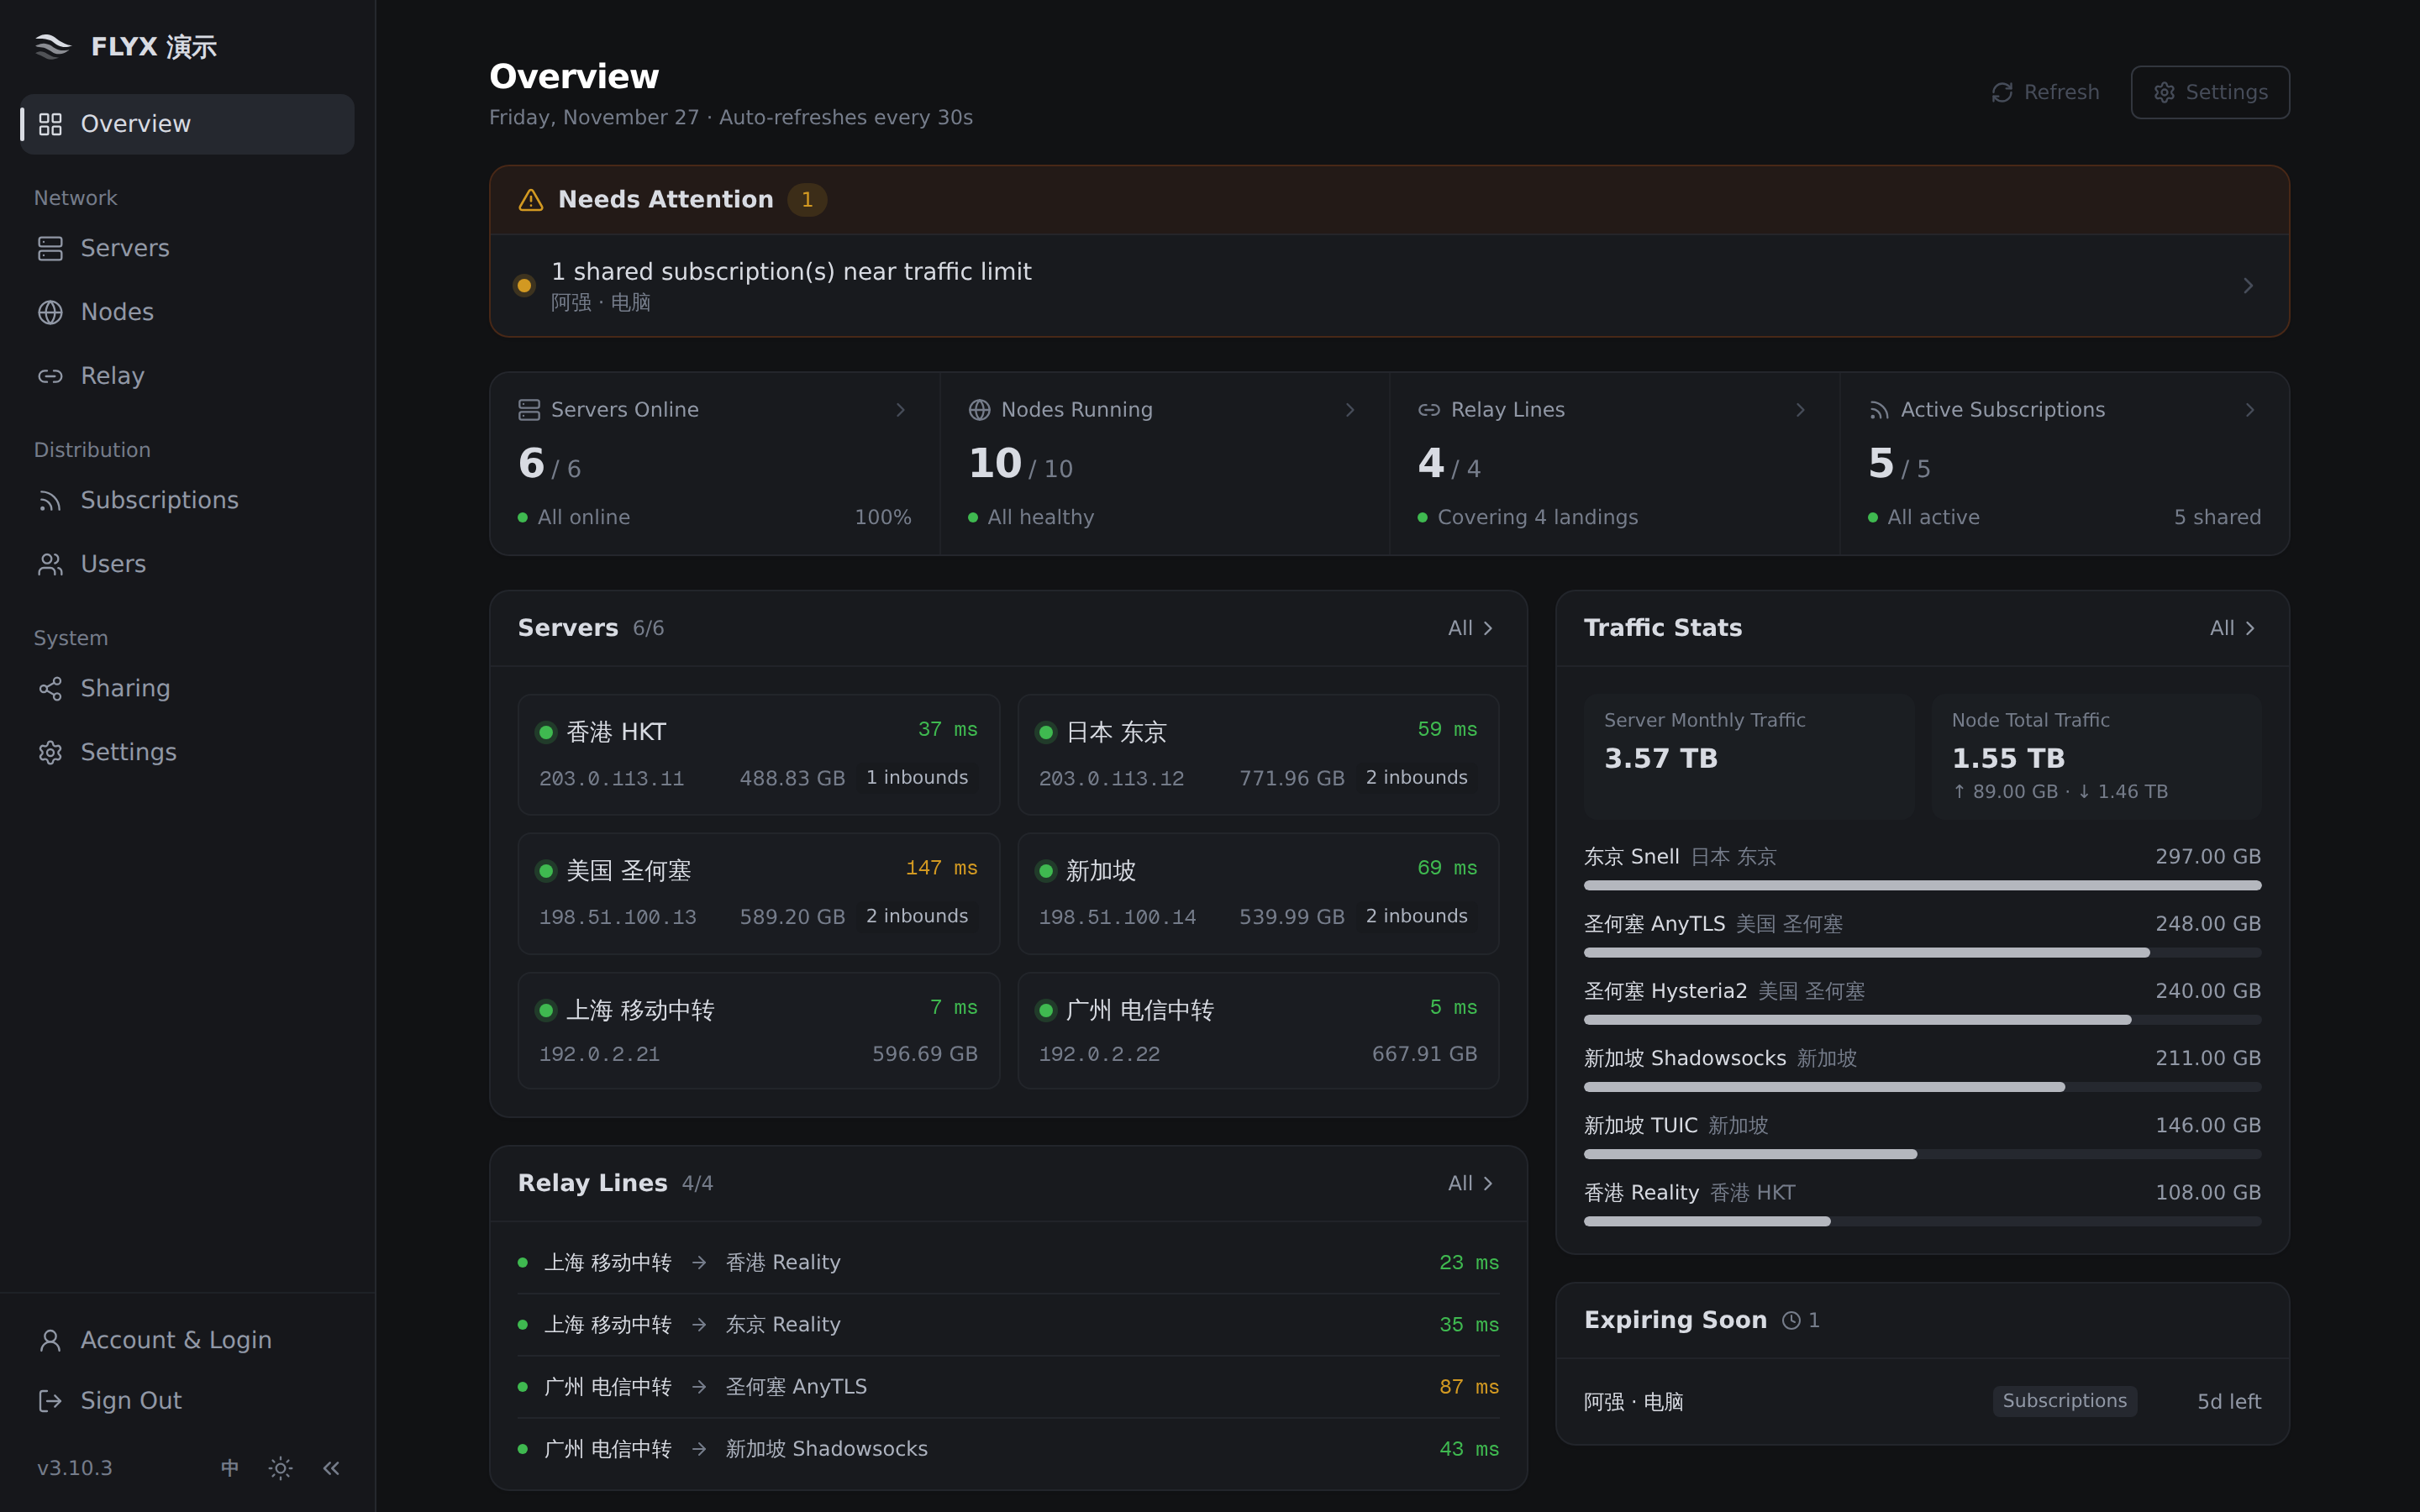 FLYX 演示
Overview
Network
Servers
Nodes
Relay
Distribution
Subscriptions
Users
System
Sharing
Settings
Account & Login
Sign Out
v3.10.3 中
Overview
Friday, November 27 · Auto-refreshes every 30s
Refresh
Settings
Needs Attention 1
1 shared subscription(s) near traffic limit
阿强 · 电脑
Servers Online
6 / 6
All online 100%
Nodes Running
10 / 10
All healthy
Relay Lines
4 / 4
Covering 4 landings
Active Subscriptions
5 / 5
All active 5 shared
Servers 6/6 All
香港 HKT 37 ms
203.0.113.11 488.83 GB 1 inbounds
日本 东京 59 ms
203.0.113.12 771.96 GB 2 inbounds
美国 圣何塞 147 ms
198.51.100.13 589.20 GB 2 inbounds
新加坡 69 ms
198.51.100.14 539.99 GB 2 inbounds
上海 移动中转 7 ms
192.0.2.21 596.69 GB
广州 电信中转 5 ms
192.0.2.22 667.91 GB
Relay Lines 4/4 All
上海 移动中转 → 香港 Reality 23 ms
上海 移动中转 → 东京 Reality 35 ms
广州 电信中转 → 圣何塞 AnyTLS 87 ms
广州 电信中转 → 新加坡 Shadowsocks 43 ms
Traffic Stats All
Server Monthly Traffic
3.57 TB
Node Total Traffic
1.55 TB
↑ 89.00 GB · ↓ 1.46 TB
东京 Snell 日本 东京 297.00 GB
圣何塞 AnyTLS 美国 圣何塞 248.00 GB
圣何塞 Hysteria2 美国 圣何塞 240.00 GB
新加坡 Shadowsocks 新加坡 211.00 GB
新加坡 TUIC 新加坡 146.00 GB
香港 Reality 香港 HKT 108.00 GB
Expiring Soon 1
阿强 · 电脑 Subscriptions 5d left